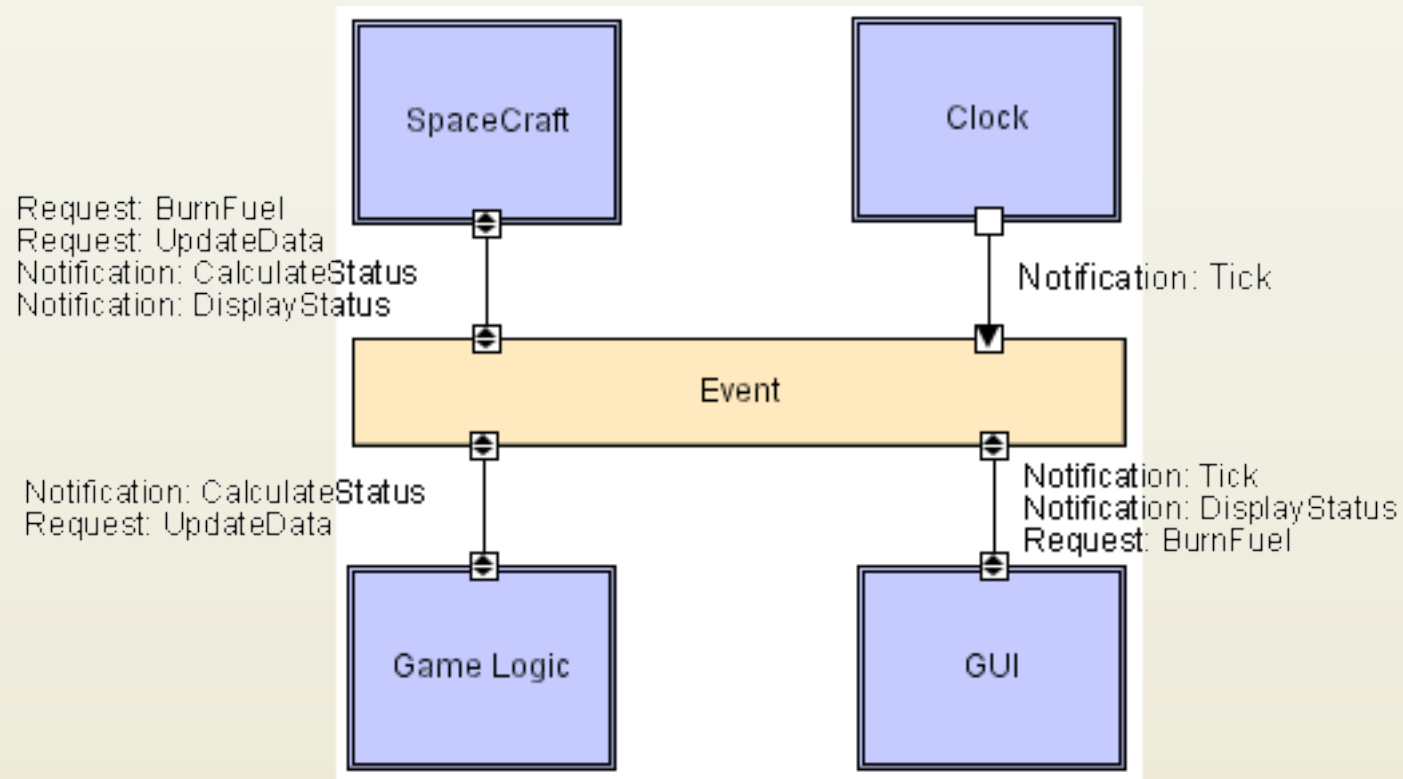 SpaceCraft
Clock
Request: BurnFuel
Request: UpdateData
Notification: CalculateStatus
Notification: DisplayStatus
Notification: Tick
Event
Notification: CalculateStatus
Request: UpdateData
Notification: Tick
Notification: DisplayStatus
Request: BurnFuel
Game Logic
GUI